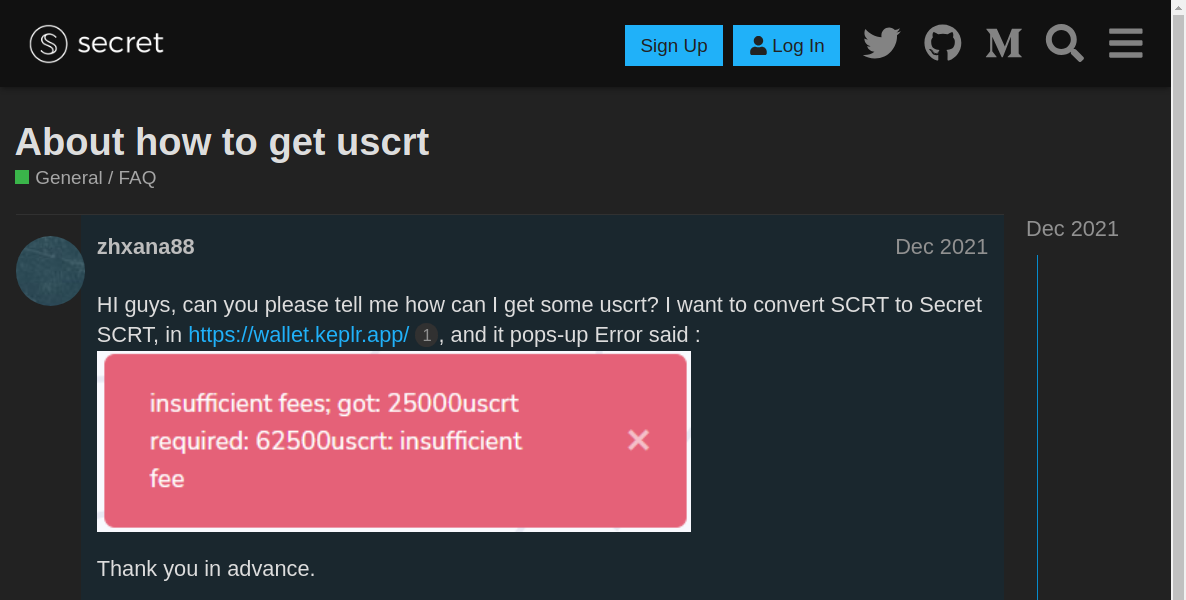 secret
Sign Up
Log In
About how to get uscrt
General / FAQ
zhxana88
Dec 2021
Dec 2021
HI guys, can you please tell me how can I get some uscrt? I want to convert SCRT to Secret
SCRT, in https://wallet.keplr.app/ 1, and it pops-up Error said :
insufficient fees; got: 25000uscrt
required: 62500uscrt: insufficient
fee
Thank you in advance.